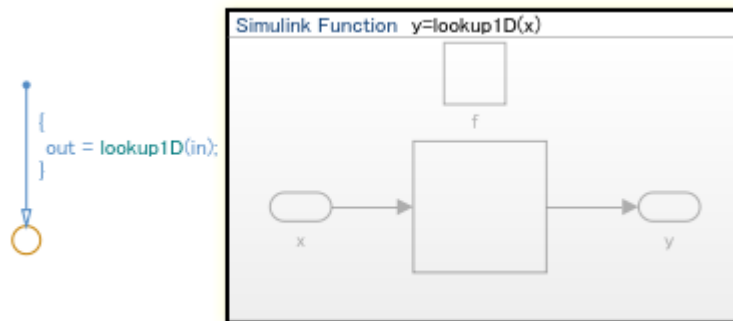 Simulink Function y=lookup1D(x)
f
{
out = lookup1D(in);
}
x
y